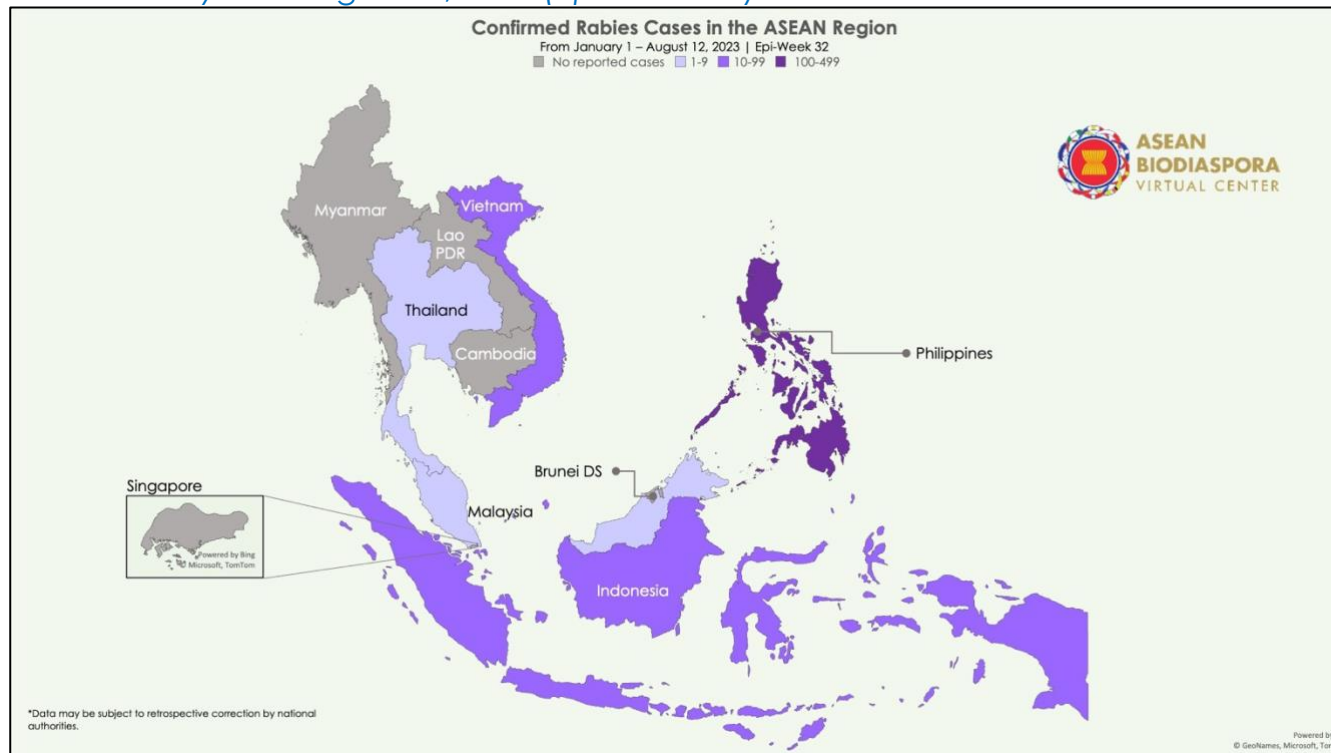 Confirmed Rabies Cases in the ASEAN Region
From January 1 – August 12, 2023 | Epi-Week 32
No reported cases 1-9 10-99 100-499
ASEAN
BIODIASPORA
VIRTUAL CENTER
Myanmar
Vietnam
Lao
PDR
Thailand
Cambodia
Philippines
Brunei DS
Singapore
Malaysia
Powered by Bing
Microsoft, TomTom
Indonesia
*Data may be subject to retrospective correction by national
authorities.
Powered by
© GeoNames, Microsoft, Tom